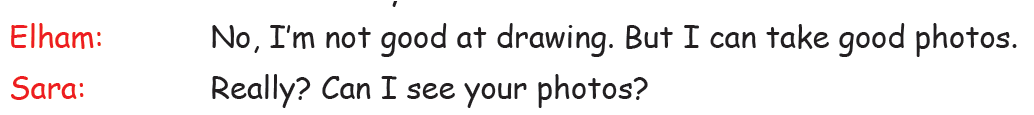 Elham: No, I'm not good at drawing. But I can take good photos.
Sara: Really? Can I see your photos?